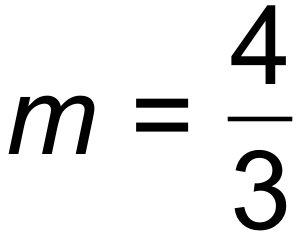 m = 4/3